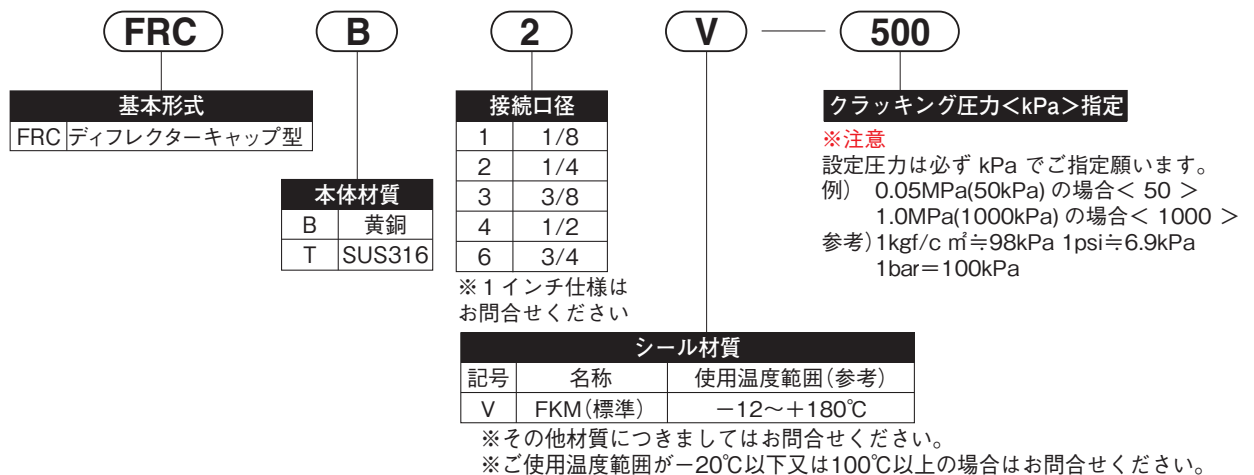 FRC B 2 V — 500
基本形式
FRC ディフレクターキャップ型
本体材質
B 黄銅
T SUS316
接続口径
1 1/8
2 1/4
3 3/8
4 1/2
6 3/4
※1インチ仕様は
お問合せください
クラッキング圧力<kPa>指定
※注意
設定圧力は必ず kPa でご指定願います。
例） 0.05MPa(50kPa) の場合< 50 >
1.0MPa(1000kPa) の場合< 1000 >
参考)1kgf/c㎡≒98kPa 1psi≒6.9kPa
1bar＝100kPa
シール材質
記号 名称 使用温度範囲(参考)
V FKM(標準) −12～＋180℃
※その他材質につきましてはお問合せください。
※ご使用温度範囲が−20℃以下又は100℃以上の場合はお問合せください。